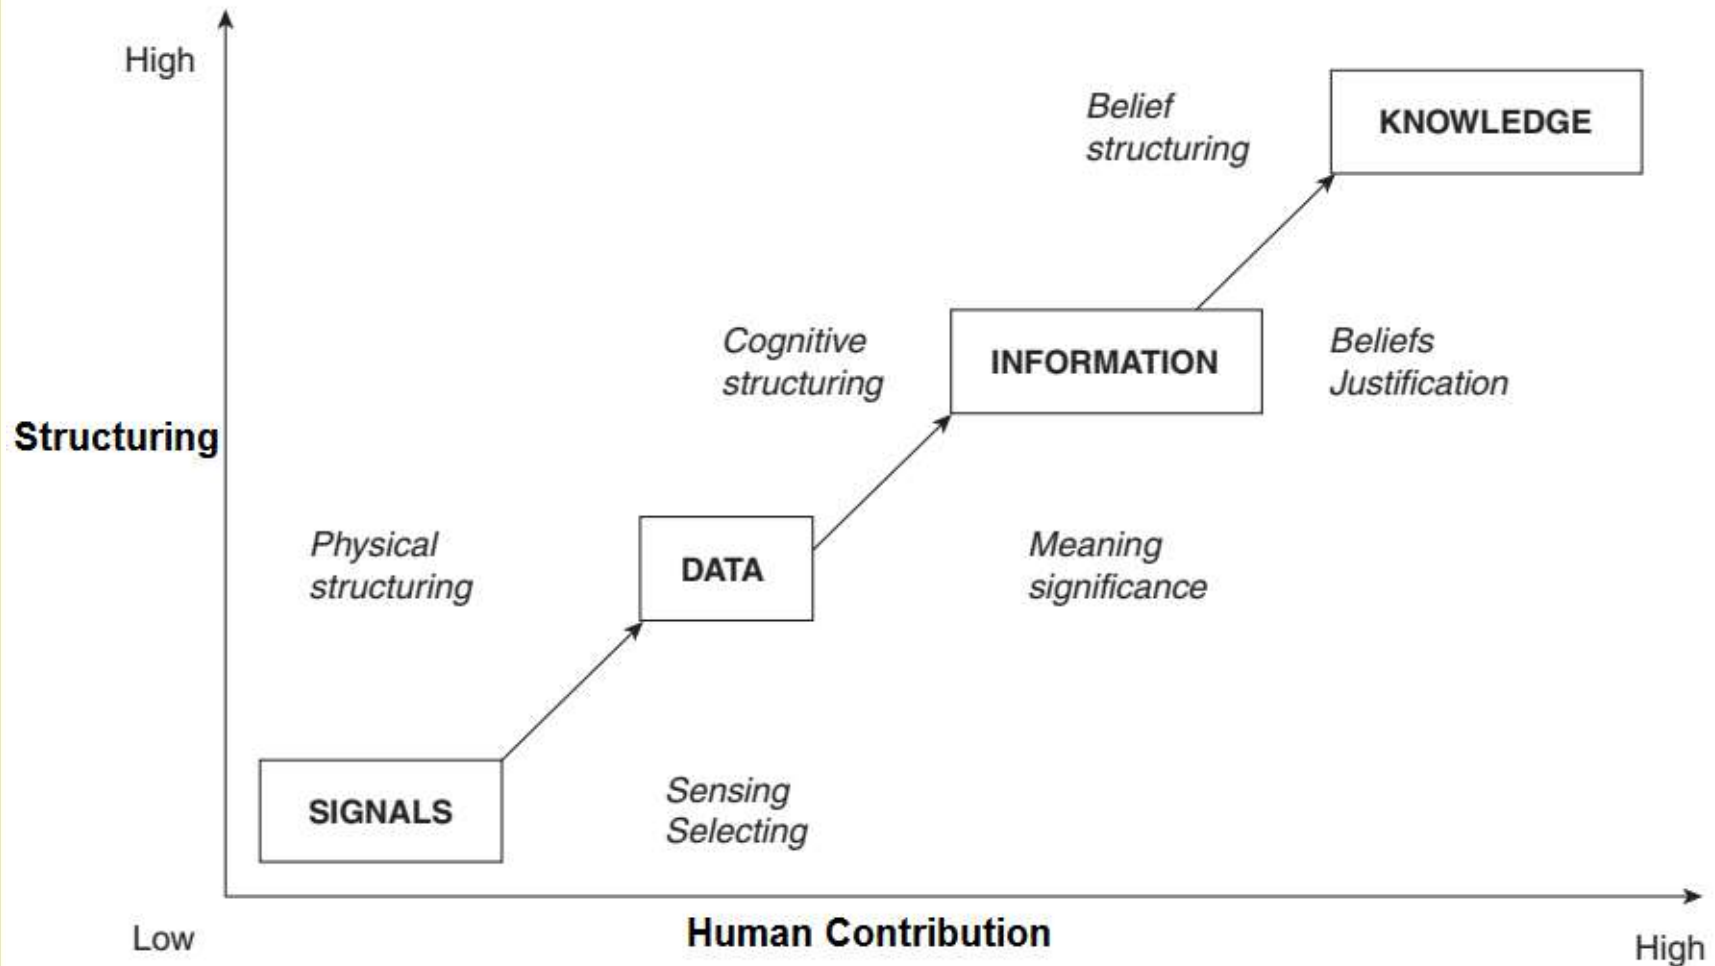 High
Belief
structuring
KNOWLEDGE
Cognitive
structuring
INFORMATION
Beliefs
Justification
Structuring
Physical
structuring
DATA
Meaning
significance
SIGNALS
Sensing
Selecting
Low
Human Contribution
High